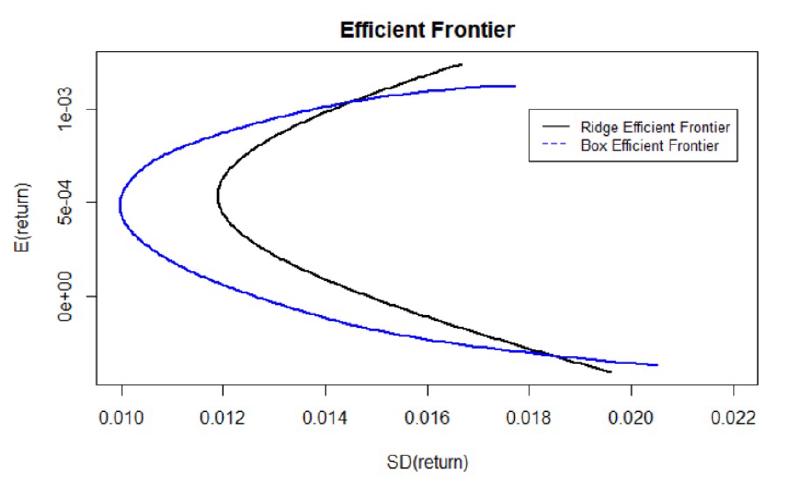 Efficient Frontier
E(return)
1e-03
5e-04
0e+00
Ridge Efficient Frontier
Box Efficient Frontier
0.010 0.012 0.014 0.016 0.018 0.020 0.022
SD(return)